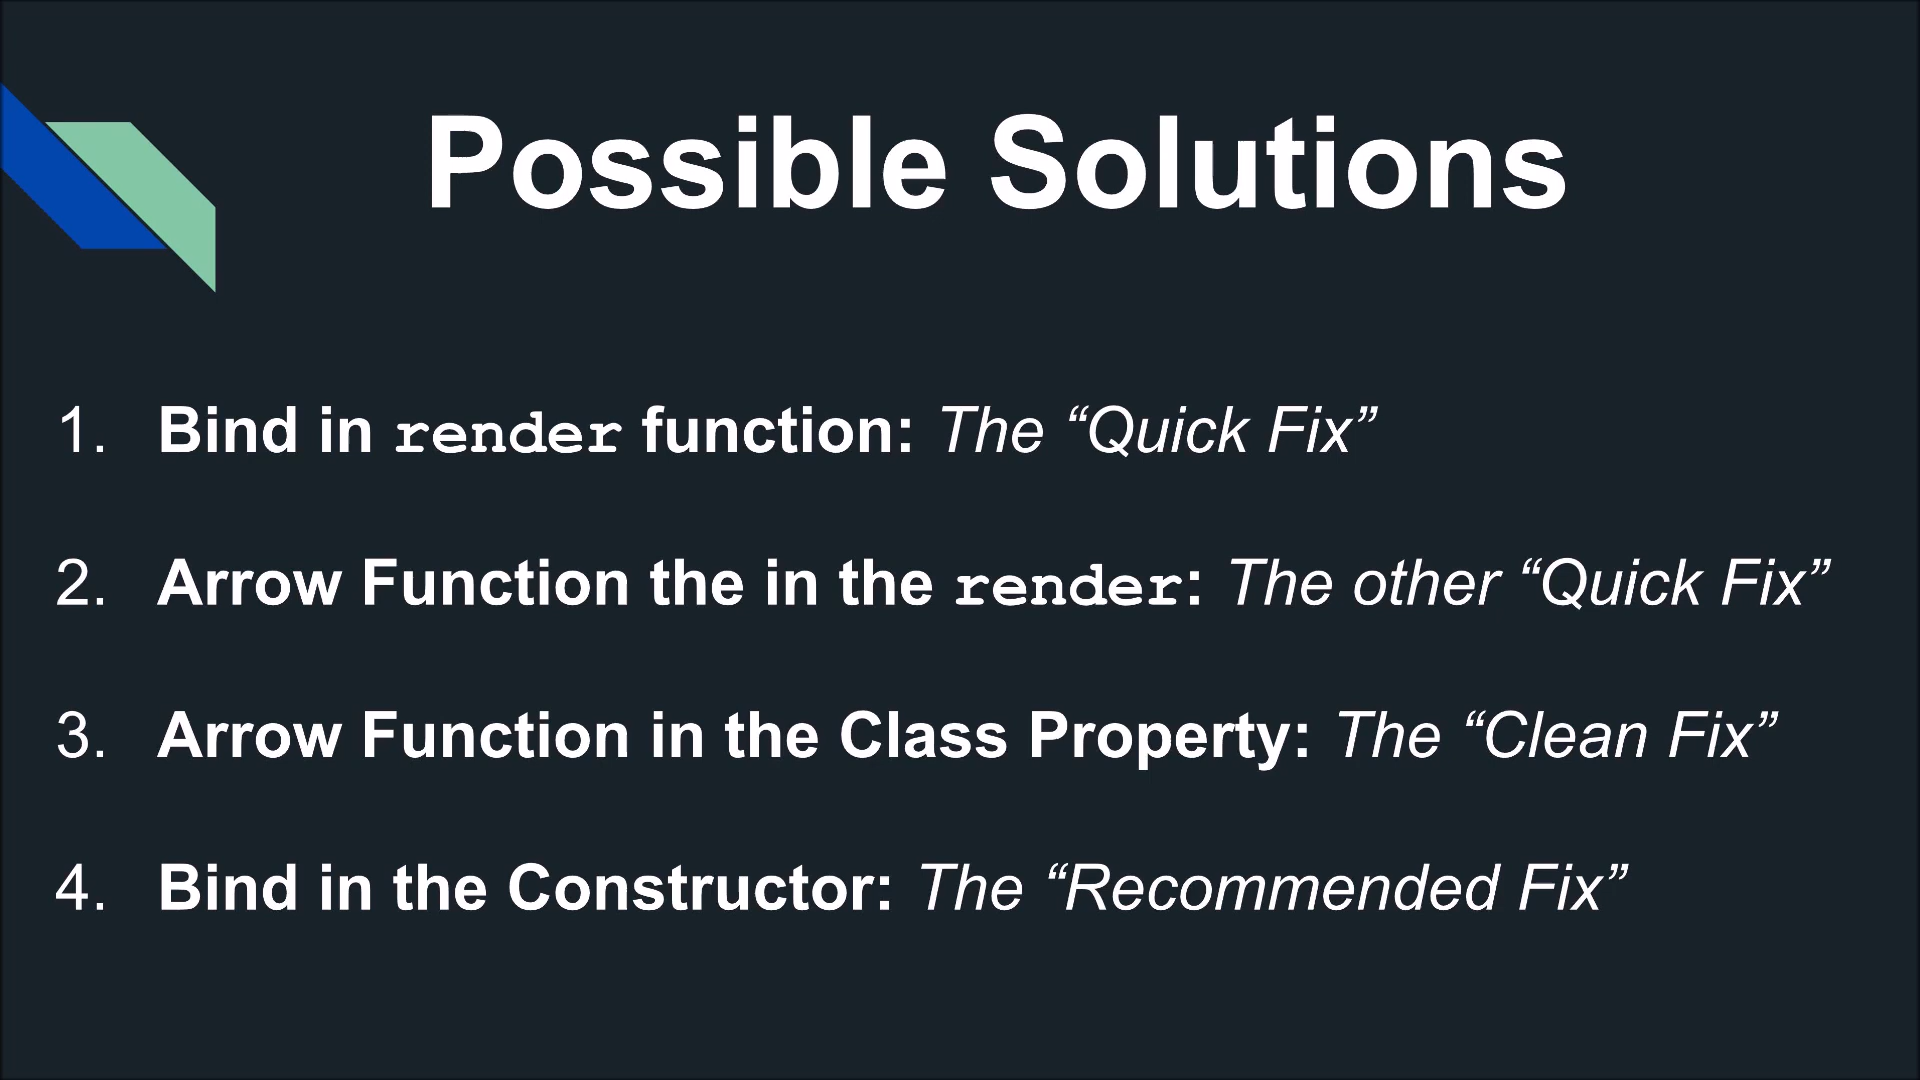 Possible Solutions
1. Bind in render function: The “Quick Fix”
2. Arrow Function the in the render: The other “Quick Fix”
3. Arrow Function in the Class Property: The “Clean Fix”
4. Bind in the Constructor: The “Recommended Fix”